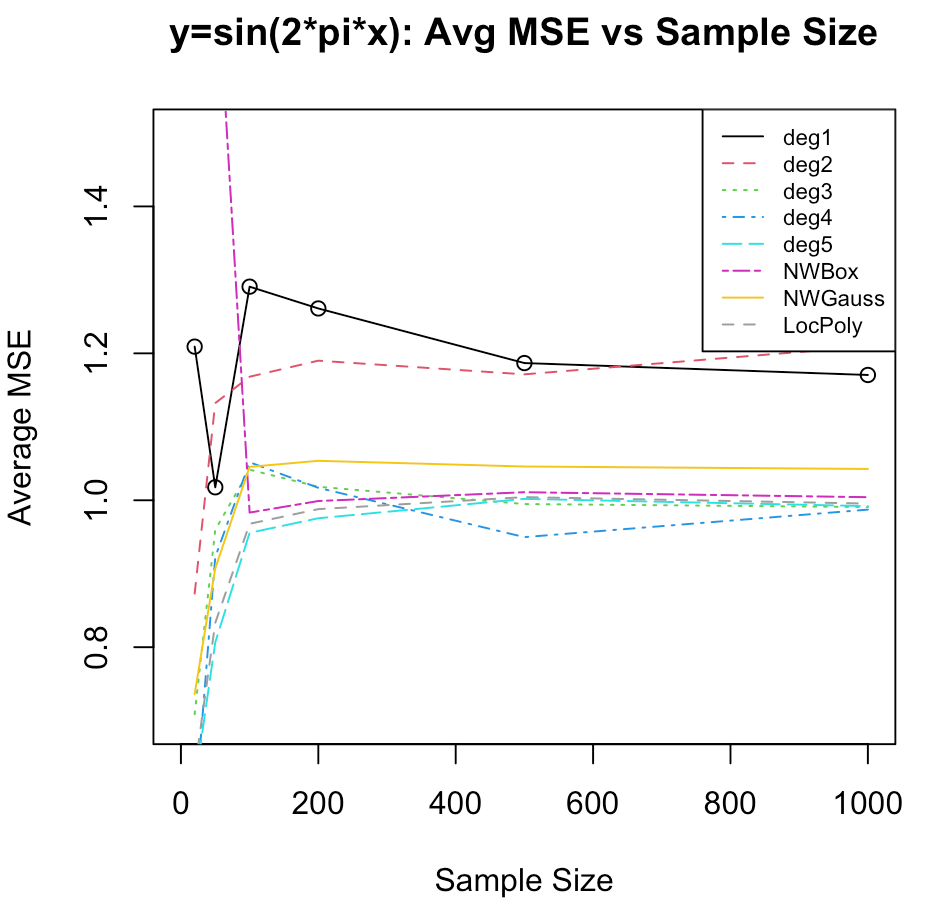 y=sin(2*pi*x): Avg MSE vs Sample Size
deg1
deg2
deg3
deg4
deg5
NWBox
NWGauss
LocPoly
Average MSE
1.4
1.2
1.0
0.8
0 200 400 600 800 1000
Sample Size